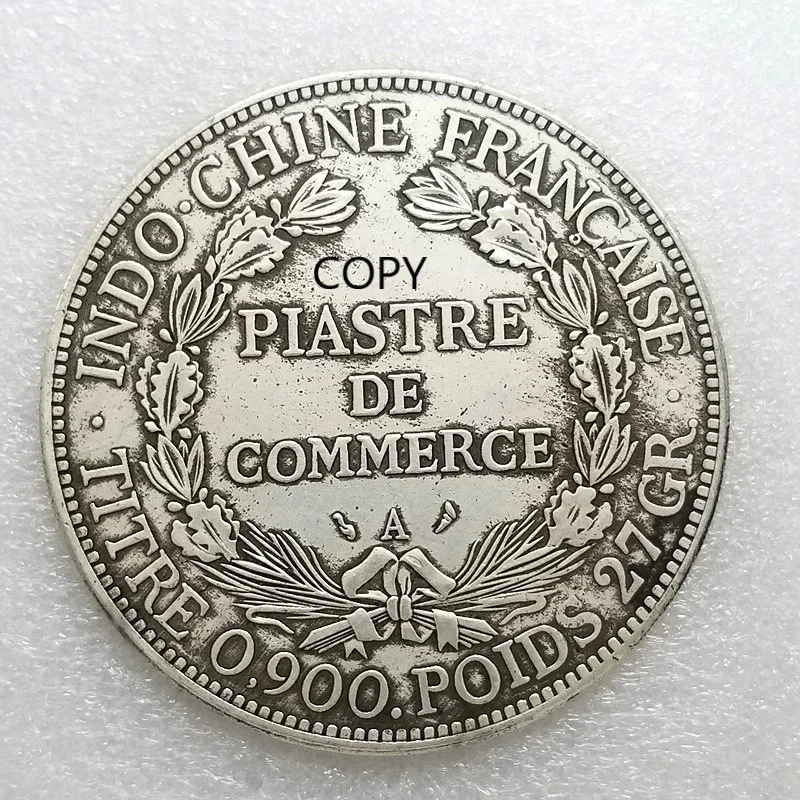 INDO·CHINE FRANÇAISE
COPY
PIASTRE
DE
COMMERCE
A
TITRE 0,900. POIDS 27 GR.